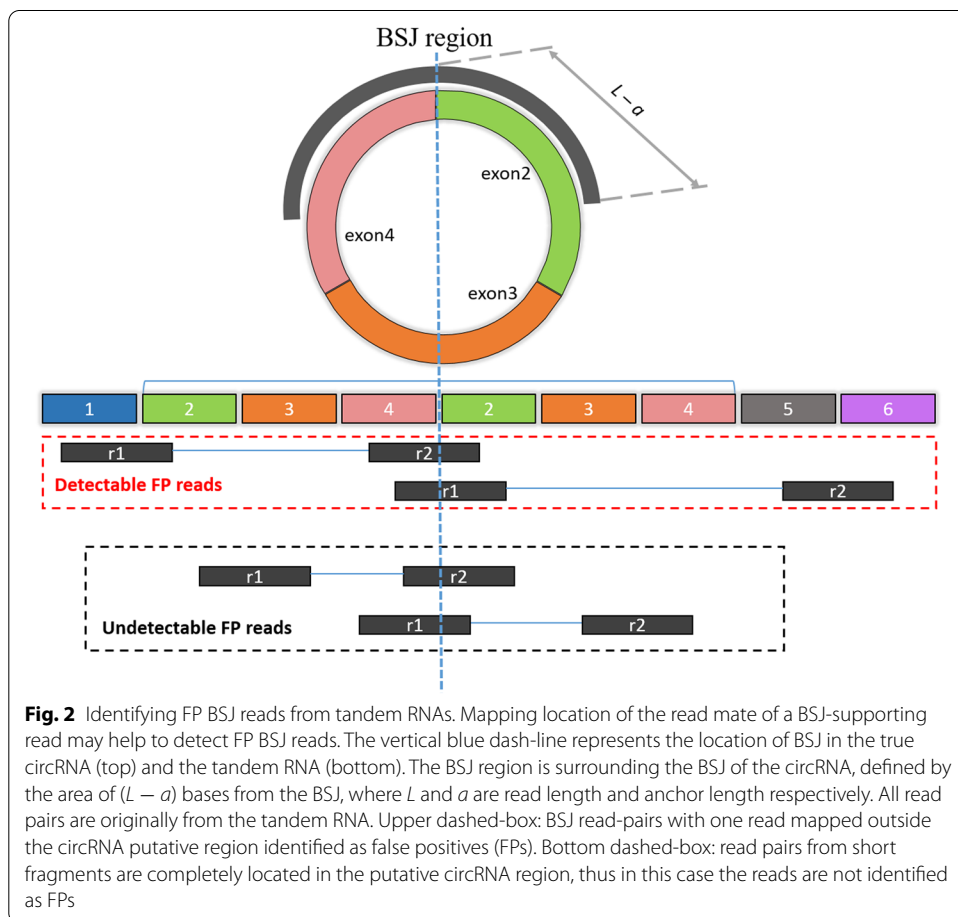 BSJ region
L – a
exon2
exon4
exon3
1 2 3 4 2 3 4 5 6
r1 r2
Detectable FP reads
r1 r2
r1 r2
Undetectable FP reads
r1 r2
Fig. 2 Identifying FP BSJ reads from tandem RNAs. Mapping location of the read mate of a BSJ-supporting
read may help to detect FP BSJ reads. The vertical blue dash-line represents the location of BSJ in the true
circRNA (top) and the tandem RNA (bottom). The BSJ region is surrounding the BSJ of the circRNA, defined by
the area of (L − a) bases from the BSJ, where L and a are read length and anchor length respectively. All read
pairs are originally from the tandem RNA. Upper dashed-box: BSJ read-pairs with one read mapped outside
the circRNA putative region identified as false positives (FPs). Bottom dashed-box: read pairs from short
fragments are completely located in the putative circRNA region, thus in this case the reads are not identified
as FPs